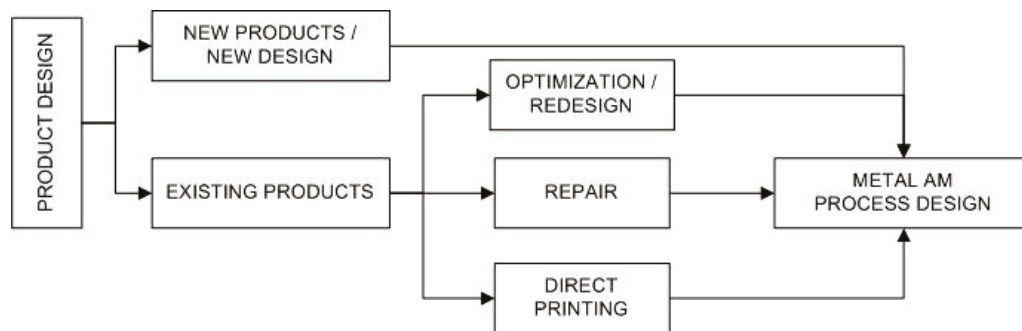 PRODUCT DESIGN
NEW PRODUCTS /
NEW DESIGN
OPTIMIZATION /
REDESIGN
EXISTING PRODUCTS
REPAIR
METAL AM
PROCESS DESIGN
DIRECT
PRINTING